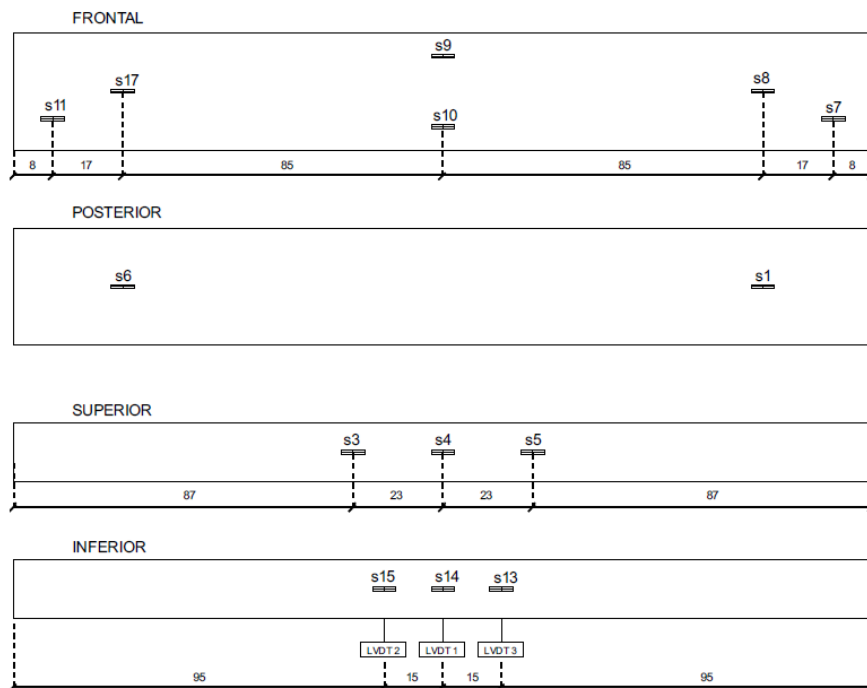 FRONTAL
s9
s17
s8
s11
s7
s10
8 17 85 85 17 8
POSTERIOR
s6 s1
SUPERIOR
s3 s4 s5
87 23 23 87
INFERIOR
s15 s14 s13
LVDT 2 LVDT 1 LVDT 3
95 15 15 95